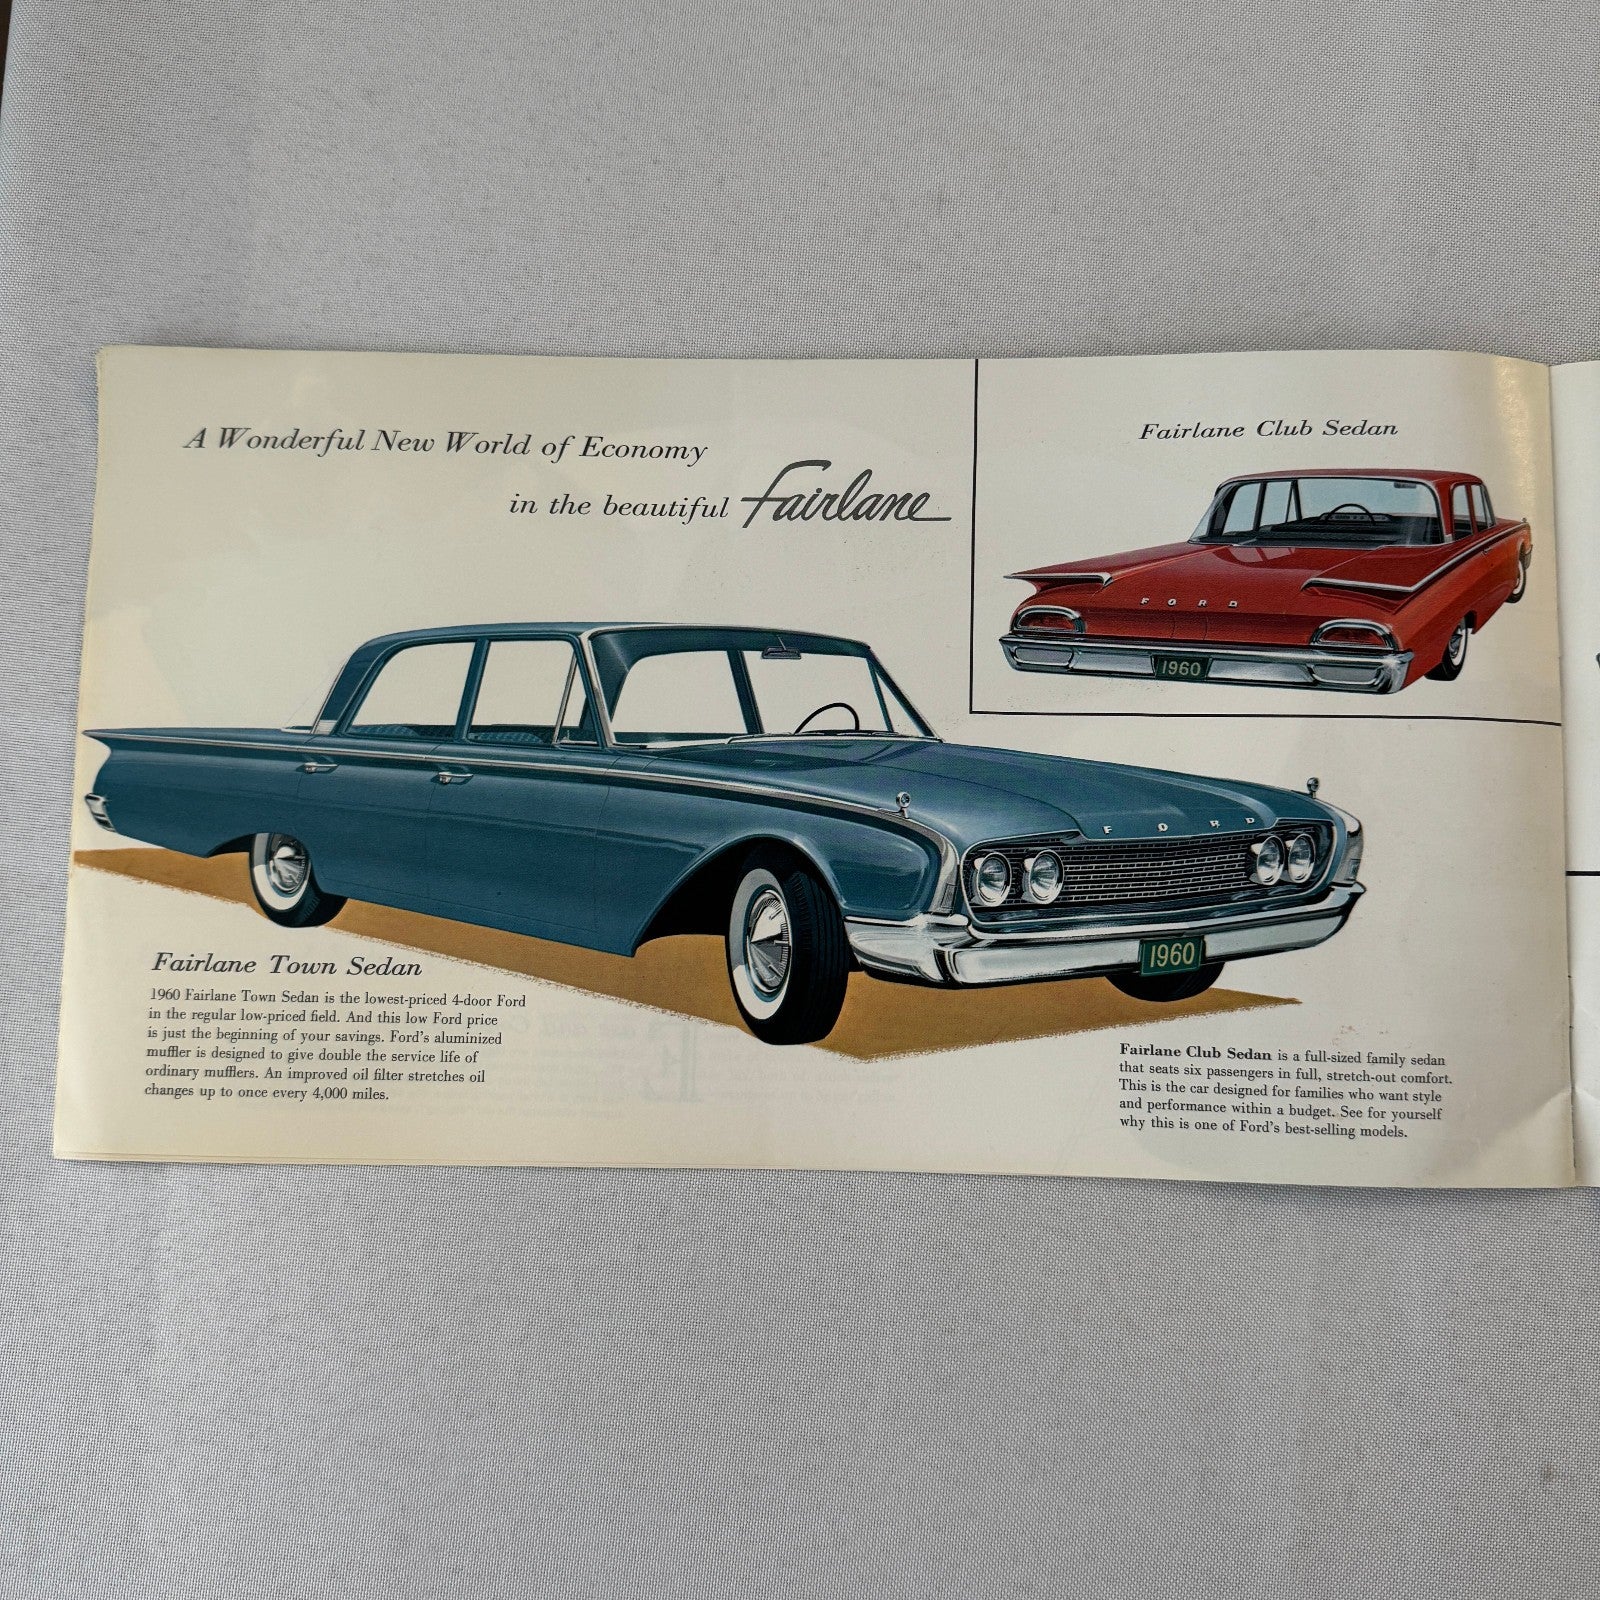 A Wonderful New World of Economy
in the beautiful Fairlane
Fairlane Club Sedan
FORD
1960
FORD
1960
Fairlane Town Sedan
1960 Fairlane Town Sedan is the lowest-priced 4-door Ford
in the regular low-priced field. And this low Ford price
is just the beginning of your savings. Ford's aluminized
muffler is designed to give double the service life of
ordinary mufflers. An improved oil filter stretches oil
changes up to once every 4,000 miles.
Fairlane Club Sedan is a full-sized family sedan
that seats six passengers in full, stretch-out comfort.
This is the car designed for families who want style
and performance within a budget. See for yourself
why this is one of Ford's best-selling models.